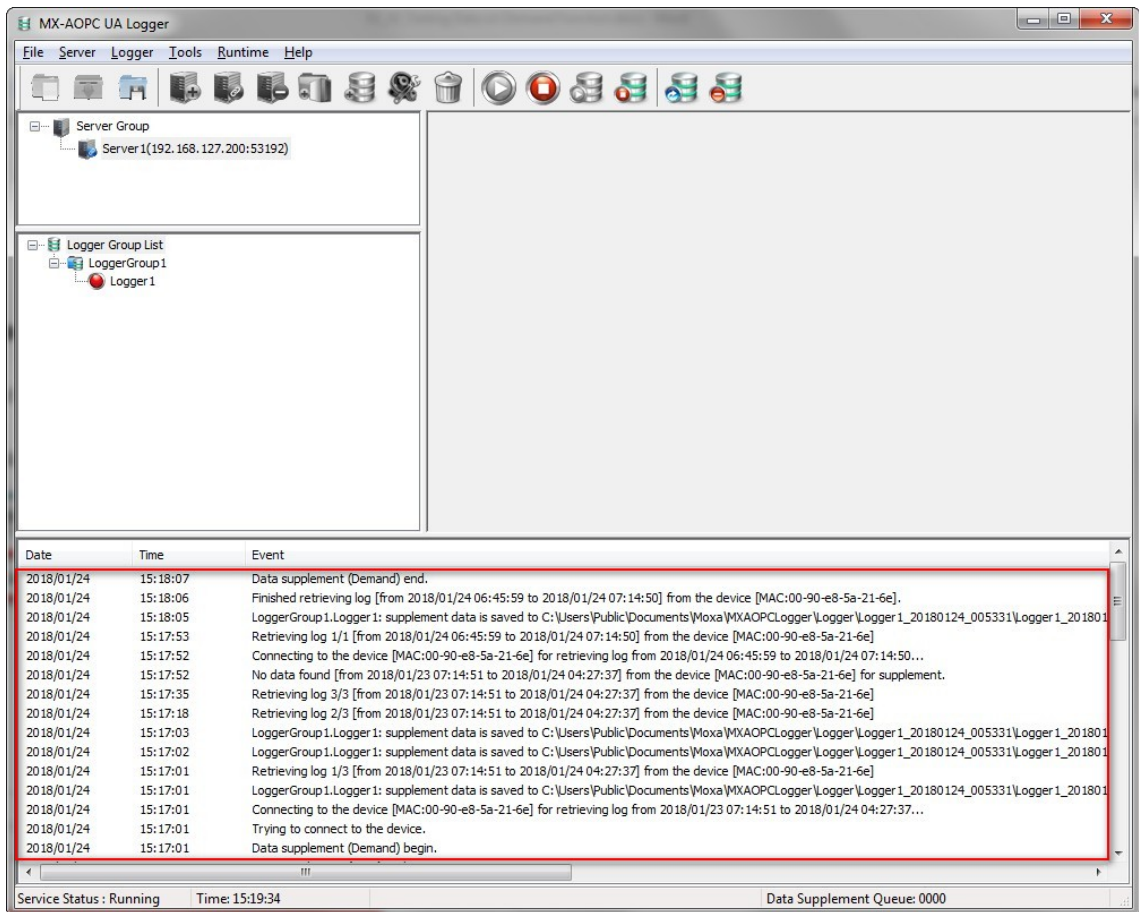 MX-AOPC UA Logger
File Server Logger Tools Runtime Help
Server Group
Server1(192.168.127.200:53192)
Logger Group List
LoggerGroup1
Logger1
Date Time Event
2018/01/24 15:18:07 Data supplement (Demand) end.
2018/01/24 15:18:06 Finished retrieving log [from 2018/01/24 06:45:59 to 2018/01/24 07:14:50] from the device [MAC:00-90-e8-5a-21-6e].
2018/01/24 15:18:05 LoggerGroup1.Logger1: supplement data is saved to C:\Users\Public\Documents\Moxa\MXAOPCLogger\Logger\Logger1_20180124_005331\Logger1_201801
2018/01/24 15:17:53 Retrieving log 1/1 [from 2018/01/24 06:45:59 to 2018/01/24 07:14:50] from the device [MAC:00-90-e8-5a-21-6e]
2018/01/24 15:17:52 Connecting to the device [MAC:00-90-e8-5a-21-6e] for retrieving log from 2018/01/24 06:45:59 to 2018/01/24 07:14:50...
2018/01/24 15:17:52 No data found [from 2018/01/23 07:14:51 to 2018/01/24 04:27:37] from the device [MAC:00-90-e8-5a-21-6e] for supplement.
2018/01/24 15:17:35 Retrieving log 3/3 [from 2018/01/23 07:14:51 to 2018/01/24 04:27:37] from the device [MAC:00-90-e8-5a-21-6e]
2018/01/24 15:17:18 Retrieving log 2/3 [from 2018/01/23 07:14:51 to 2018/01/24 04:27:37] from the device [MAC:00-90-e8-5a-21-6e]
2018/01/24 15:17:03 LoggerGroup1.Logger1: supplement data is saved to C:\Users\Public\Documents\Moxa\MXAOPCLogger\Logger\Logger1_20180124_005331\Logger1_201801
2018/01/24 15:17:02 LoggerGroup1.Logger1: supplement data is saved to C:\Users\Public\Documents\Moxa\MXAOPCLogger\Logger\Logger1_20180124_005331\Logger1_201801
2018/01/24 15:17:01 Retrieving log 1/3 [from 2018/01/23 07:14:51 to 2018/01/24 04:27:37] from the device [MAC:00-90-e8-5a-21-6e]
2018/01/24 15:17:01 LoggerGroup1.Logger1: supplement data is saved to C:\Users\Public\Documents\Moxa\MXAOPCLogger\Logger\Logger1_20180124_005331\Logger1_201801
2018/01/24 15:17:01 Connecting to the device [MAC:00-90-e8-5a-21-6e] for retrieving log from 2018/01/23 07:14:51 to 2018/01/24 04:27:37...
2018/01/24 15:17:01 Trying to connect to the device.
2018/01/24 15:17:01 Data supplement (Demand) begin.
Service Status : Running Time: 15:19:34 Data Supplement Queue: 0000